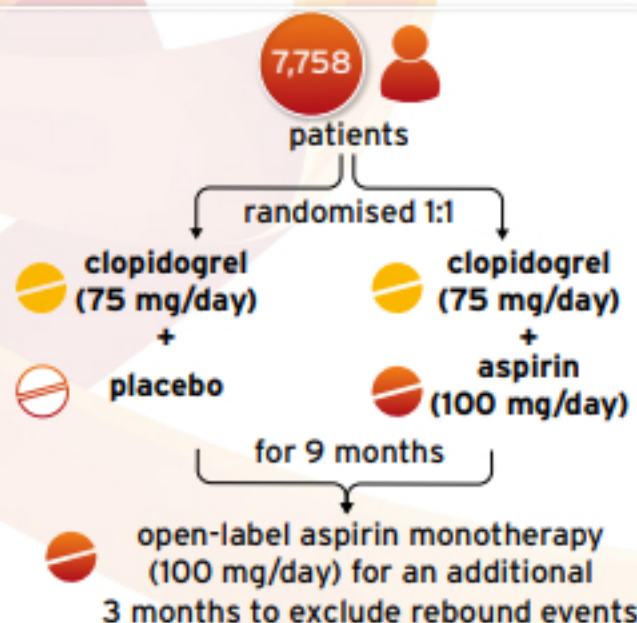 7,758
patients
randomised 1:1
clopidogrel
(75 mg/day)
+
placebo
clopidogrel
(75 mg/day)
+
aspirin
(100 mg/day)
for 9 months
open-label aspirin monotherapy
(100 mg/day) for an additional
3 months to exclude rebound events